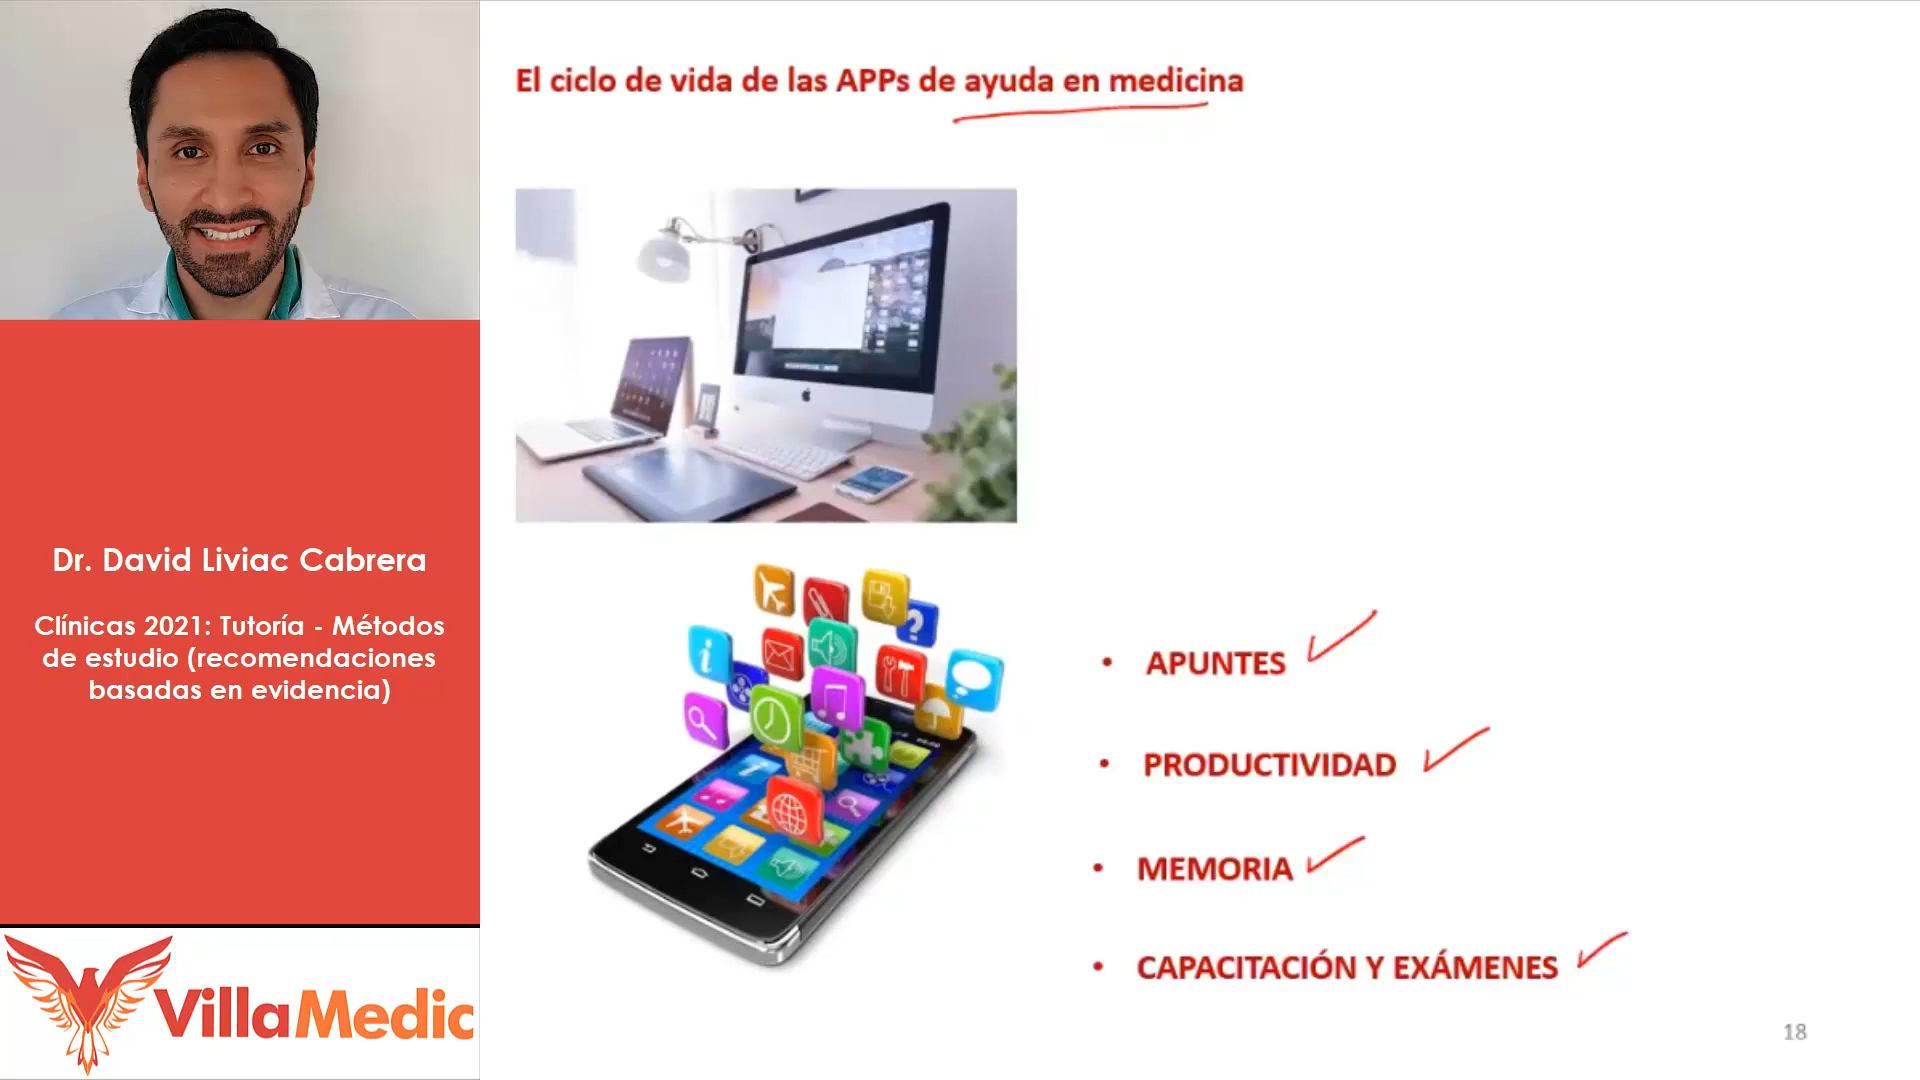 El ciclo de vida de las APPs de ayuda en medicina
Dr. David Liviac Cabrera
Clínicas 2021: Tutoría - Métodos
de estudio (recomendaciones
basadas en evidencia)
• APUNTES
• PRODUCTIVIDAD
• MEMORIA
• CAPACITACIÓN Y EXÁMENES
VillaMedic
18